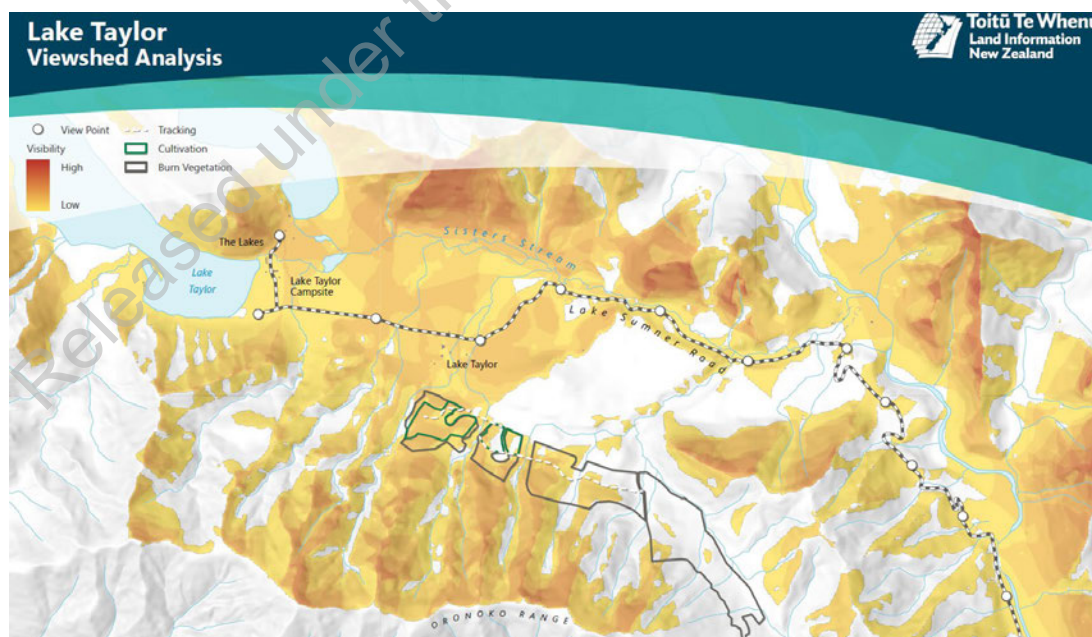 Lake Taylor
Viewshed Analysis
Toitū Te Whenu
Land Information
New Zealand
Released under th
View Point
Tracking
Visibility
Cultivation
High
Burn Vegetation
Low
The Lakes
Sisters Stream
Lake
Taylor
Lake Taylor
Campsite
Lake Sumner Road
Lake Taylor
ORONOKO RANGE